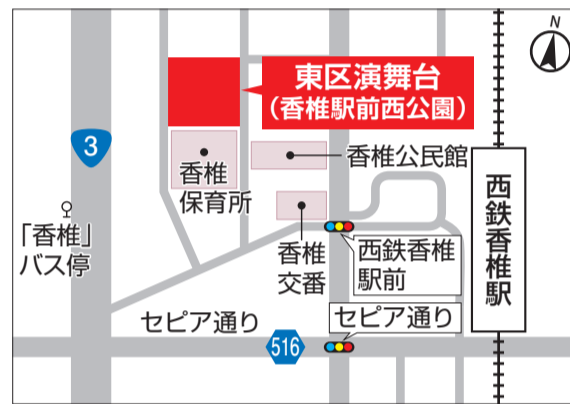 N
東区演舞台
（香椎駅前西公園）
3
香椎
保育所
香椎公民館
西鉄香椎駅
「香椎」
バス停
香椎
交番
西鉄香椎
駅前
セピア通り
セピア通り
516